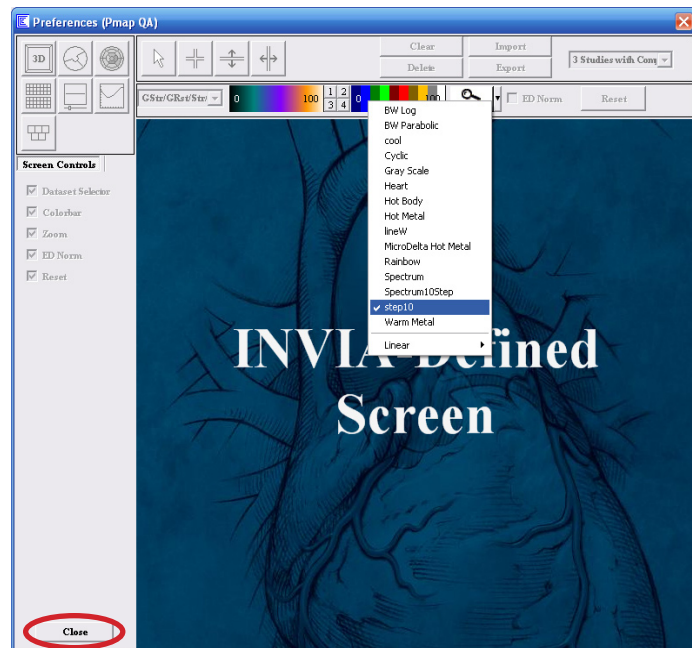 Preferences (Pmap QA)
3D
Clear
Import
Delete
Export
3 Studies with Conj
GStr/GRst/Str/
0
100
1 2
3 4
0
100
ED Norm
Reset
BW Log
BW Parabolic
cool
Cyclic
Gray Scale
Heart
Hot Body
Hot Metal
lineW
MicroDelta Hot Metal
Rainbow
Spectrum
Spectrum10Step
step10
Warm Metal
Linear
Screen Controls
Dataset Selector
Colorbar
Zoom
ED Norm
Reset
INVIA-Defined
Screen
Close